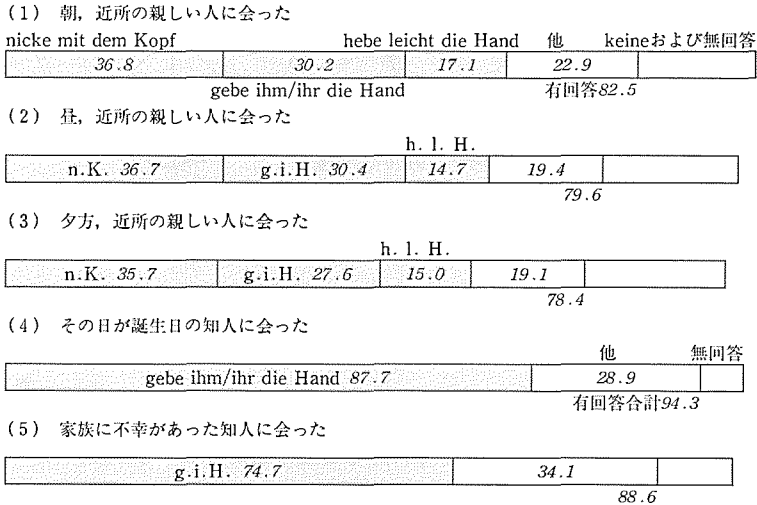 (1) 朝，近所の親しい人に会った
nicke mit dem Kopf hebe leicht die Hand 他 keineおよび無回答
36.8 30.2 17.1 22.9
gebe ihm/ihr die Hand 有回答82.5
(2) 昼，近所の親しい人に会った
h. l. H.
n.K. 36.7 g.i.H. 30.4 14.7 19.4
79.6
(3) 夕方，近所の親しい人に会った
h. l. H.
n.K. 35.7 g.i.H. 27.6 15.0 19.1
78.4
(4) その日が誕生日の知人に会った
他 無回答
gebe ihm/ihr die Hand 87.7 28.9
有回答合計94.3
(5) 家族に不幸があった知人に会った
g.i.H. 74.7 34.1
88.6